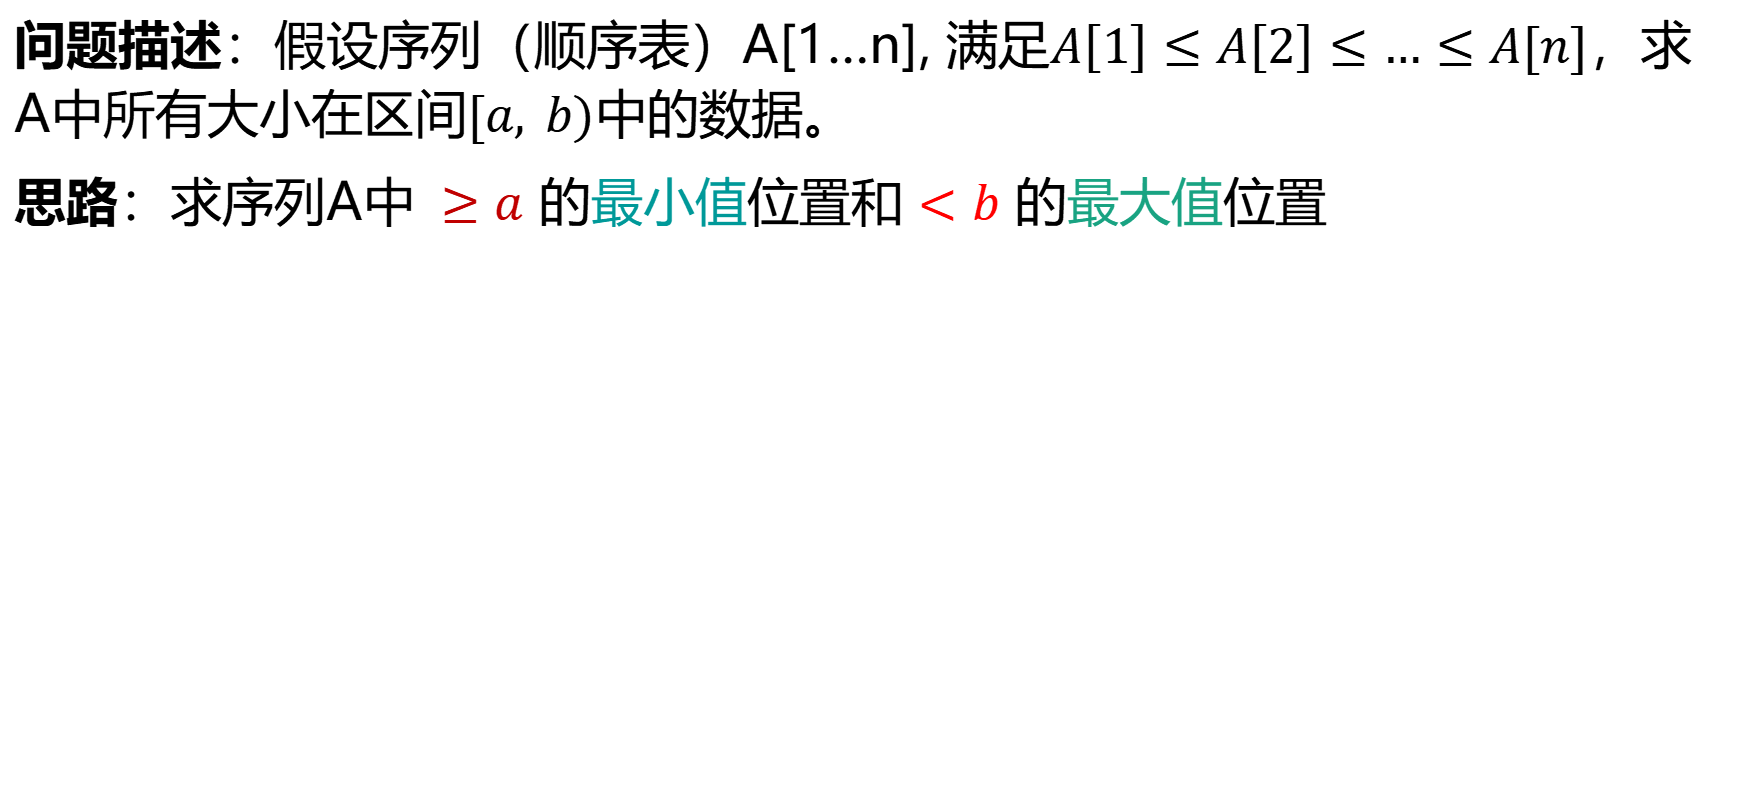 问题描述：假设序列（顺序表）A[1…n], 满足A[1] ≤ A[2] ≤ … ≤ A[n]，求
A中所有大小在区间[a, b)中的数据。
思路：求序列A中 ≥ a 的最小值位置和 < b 的最大值位置